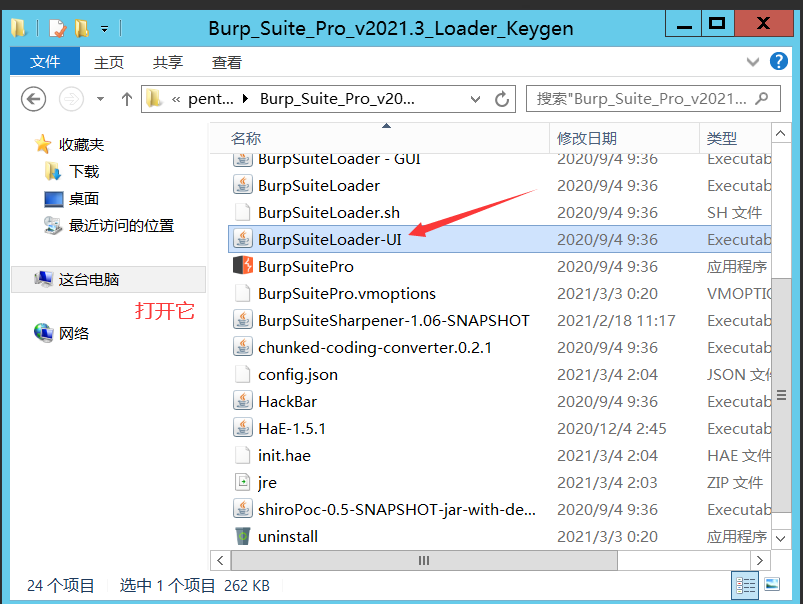 Burp_Suite_Pro_v2021.3_Loader_Keygen
文件 主页 共享 查看
« pent... Burp_Suite_Pro_v20... 搜索"Burp_Suite_Pro_v2021...
名称 修改日期 类型
收藏夹
下载
桌面
最近访问的位置
这台电脑
打开它
网络
BurpSuiteLoader - GUI 2020/9/4 9:36 Executab
BurpSuiteLoader 2020/9/4 9:36 Executab
BurpSuiteLoader.sh 2020/9/4 9:36 SH 文件
BurpSuiteLoader-UI 2020/9/4 9:36 Executab
BurpSuitePro 2020/9/4 9:36 应用程序
BurpSuitePro.vmoptions 2021/3/3 0:20 VMOPTIO
BurpSuiteSharpener-1.06-SNAPSHOT 2021/2/18 11:17 Executab
chunked-coding-converter.0.2.1 2020/9/4 9:36 Executab
config.json 2021/3/4 2:04 JSON 文件
HackBar 2020/9/4 9:36 Executab
HaE-1.5.1 2020/12/4 2:45 Executab
init.hae 2021/3/4 2:04 HAE 文件
jre 2021/3/4 2:03 ZIP 文件
shiroPoc-0.5-SNAPSHOT-jar-with-de... 2020/9/4 9:36 Executab
uninstall 2021/3/3 0:20 应用程序
24 个项目 选中 1 个项目 262 KB